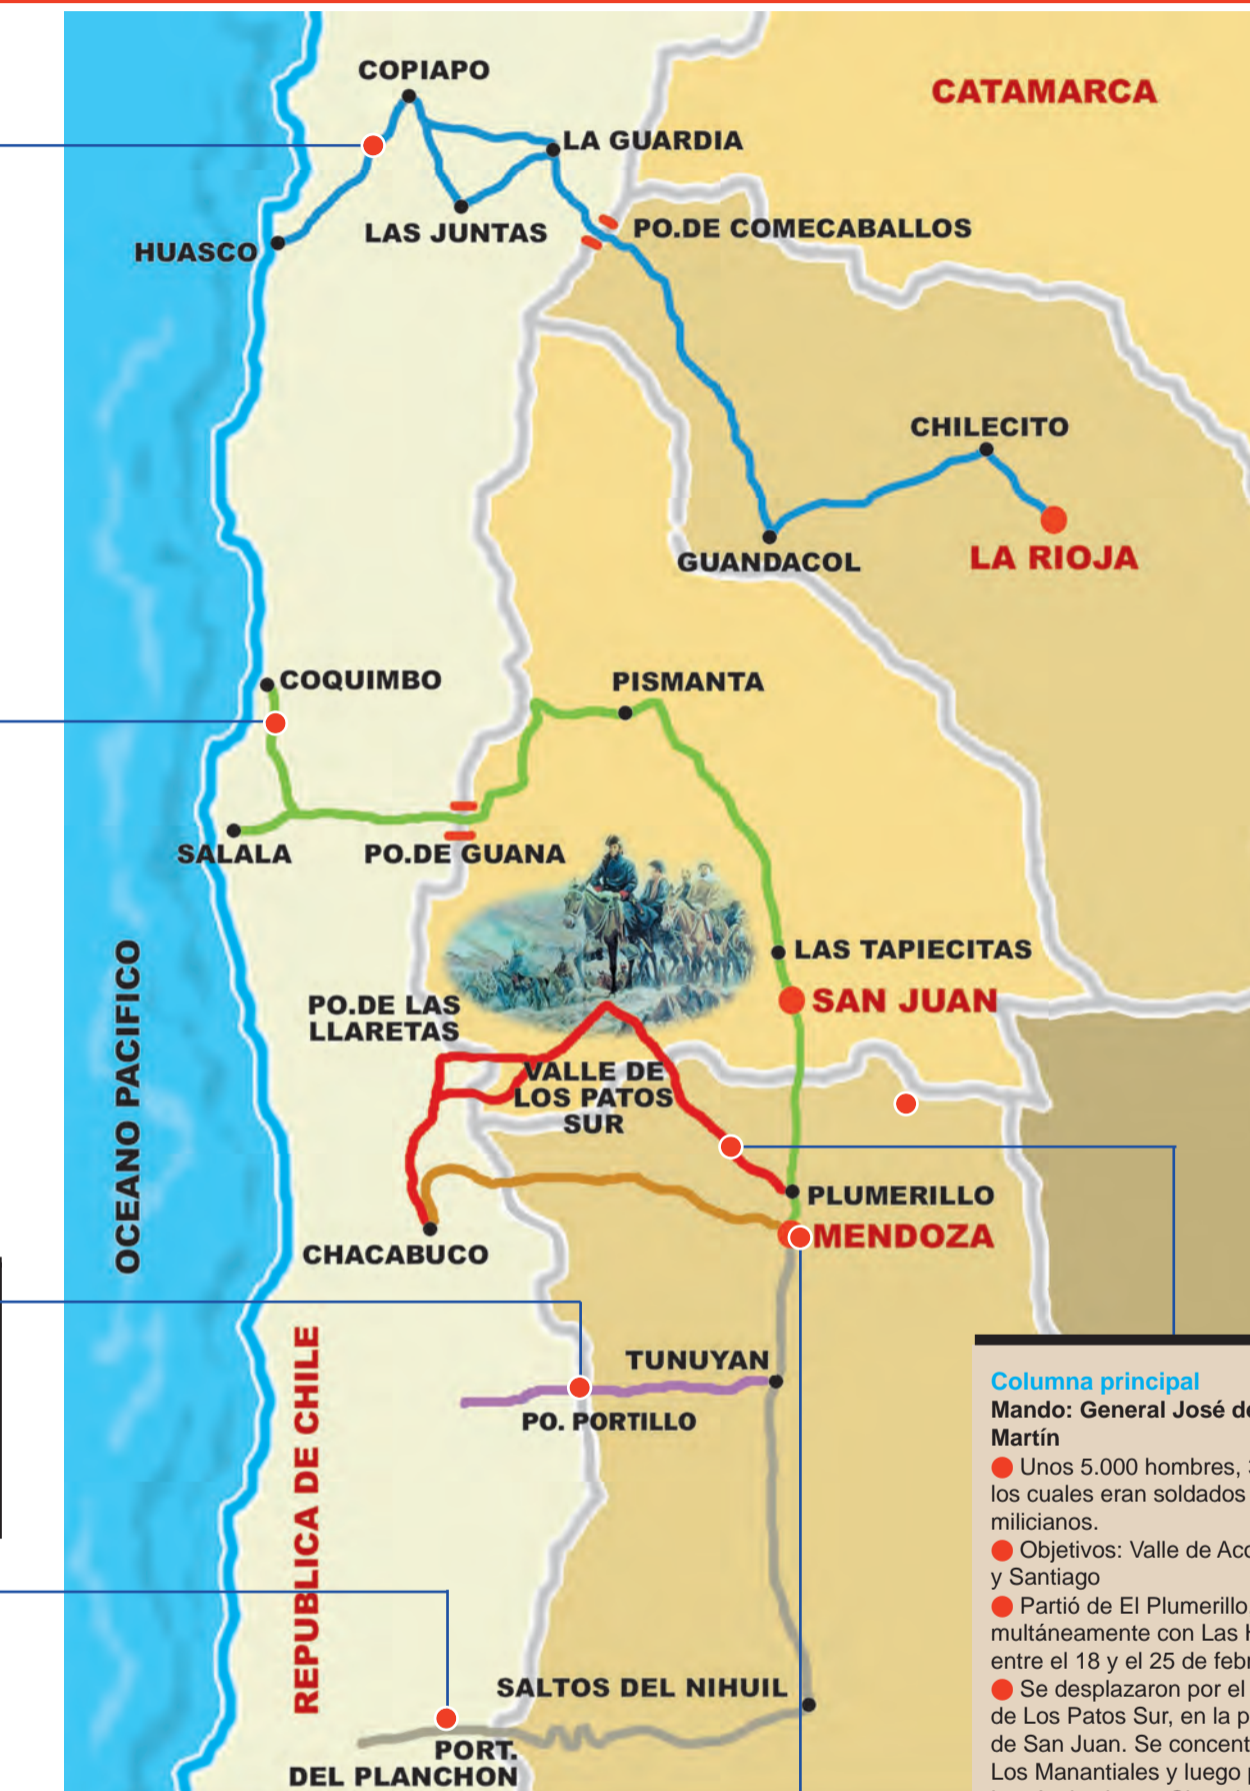 COPIAPO
CATAMARCA
LA GUARDIA
LAS JUNTAS
PO.DE COMECABALLOS
HUASCO
CHILECITO
GUANDACOL
LA RIOJA
COQUIMBO
PISMANTA
SALALA
PO.DE GUANA
LAS TAPIECITAS
SAN JUAN
PO.DE LAS
LLARETAS
VALLE DE
LOS PATOS
SUR
OCEANO PACIFICO
PLUMERILLO
MENDOZA
CHACABUCO
REPUBLICA DE CHILE
TUNUYAN
PO. PORTILLO
SALTOS DEL NIHUIL
PORT.
DEL PLANCHON
Columna principal
Mando: General José de
Martín
Unos 5.000 hombres,
los cuales eran soldados
milicianos.
Objetivos: Valle de Aco
y Santiago
Partió de El Plumerillo
multáneamente con Las H
entre el 18 y el 25 de febr
Se desplazaron por el
de Los Patos Sur, en la p
de San Juan. Se concent
Los Manantiales y luego